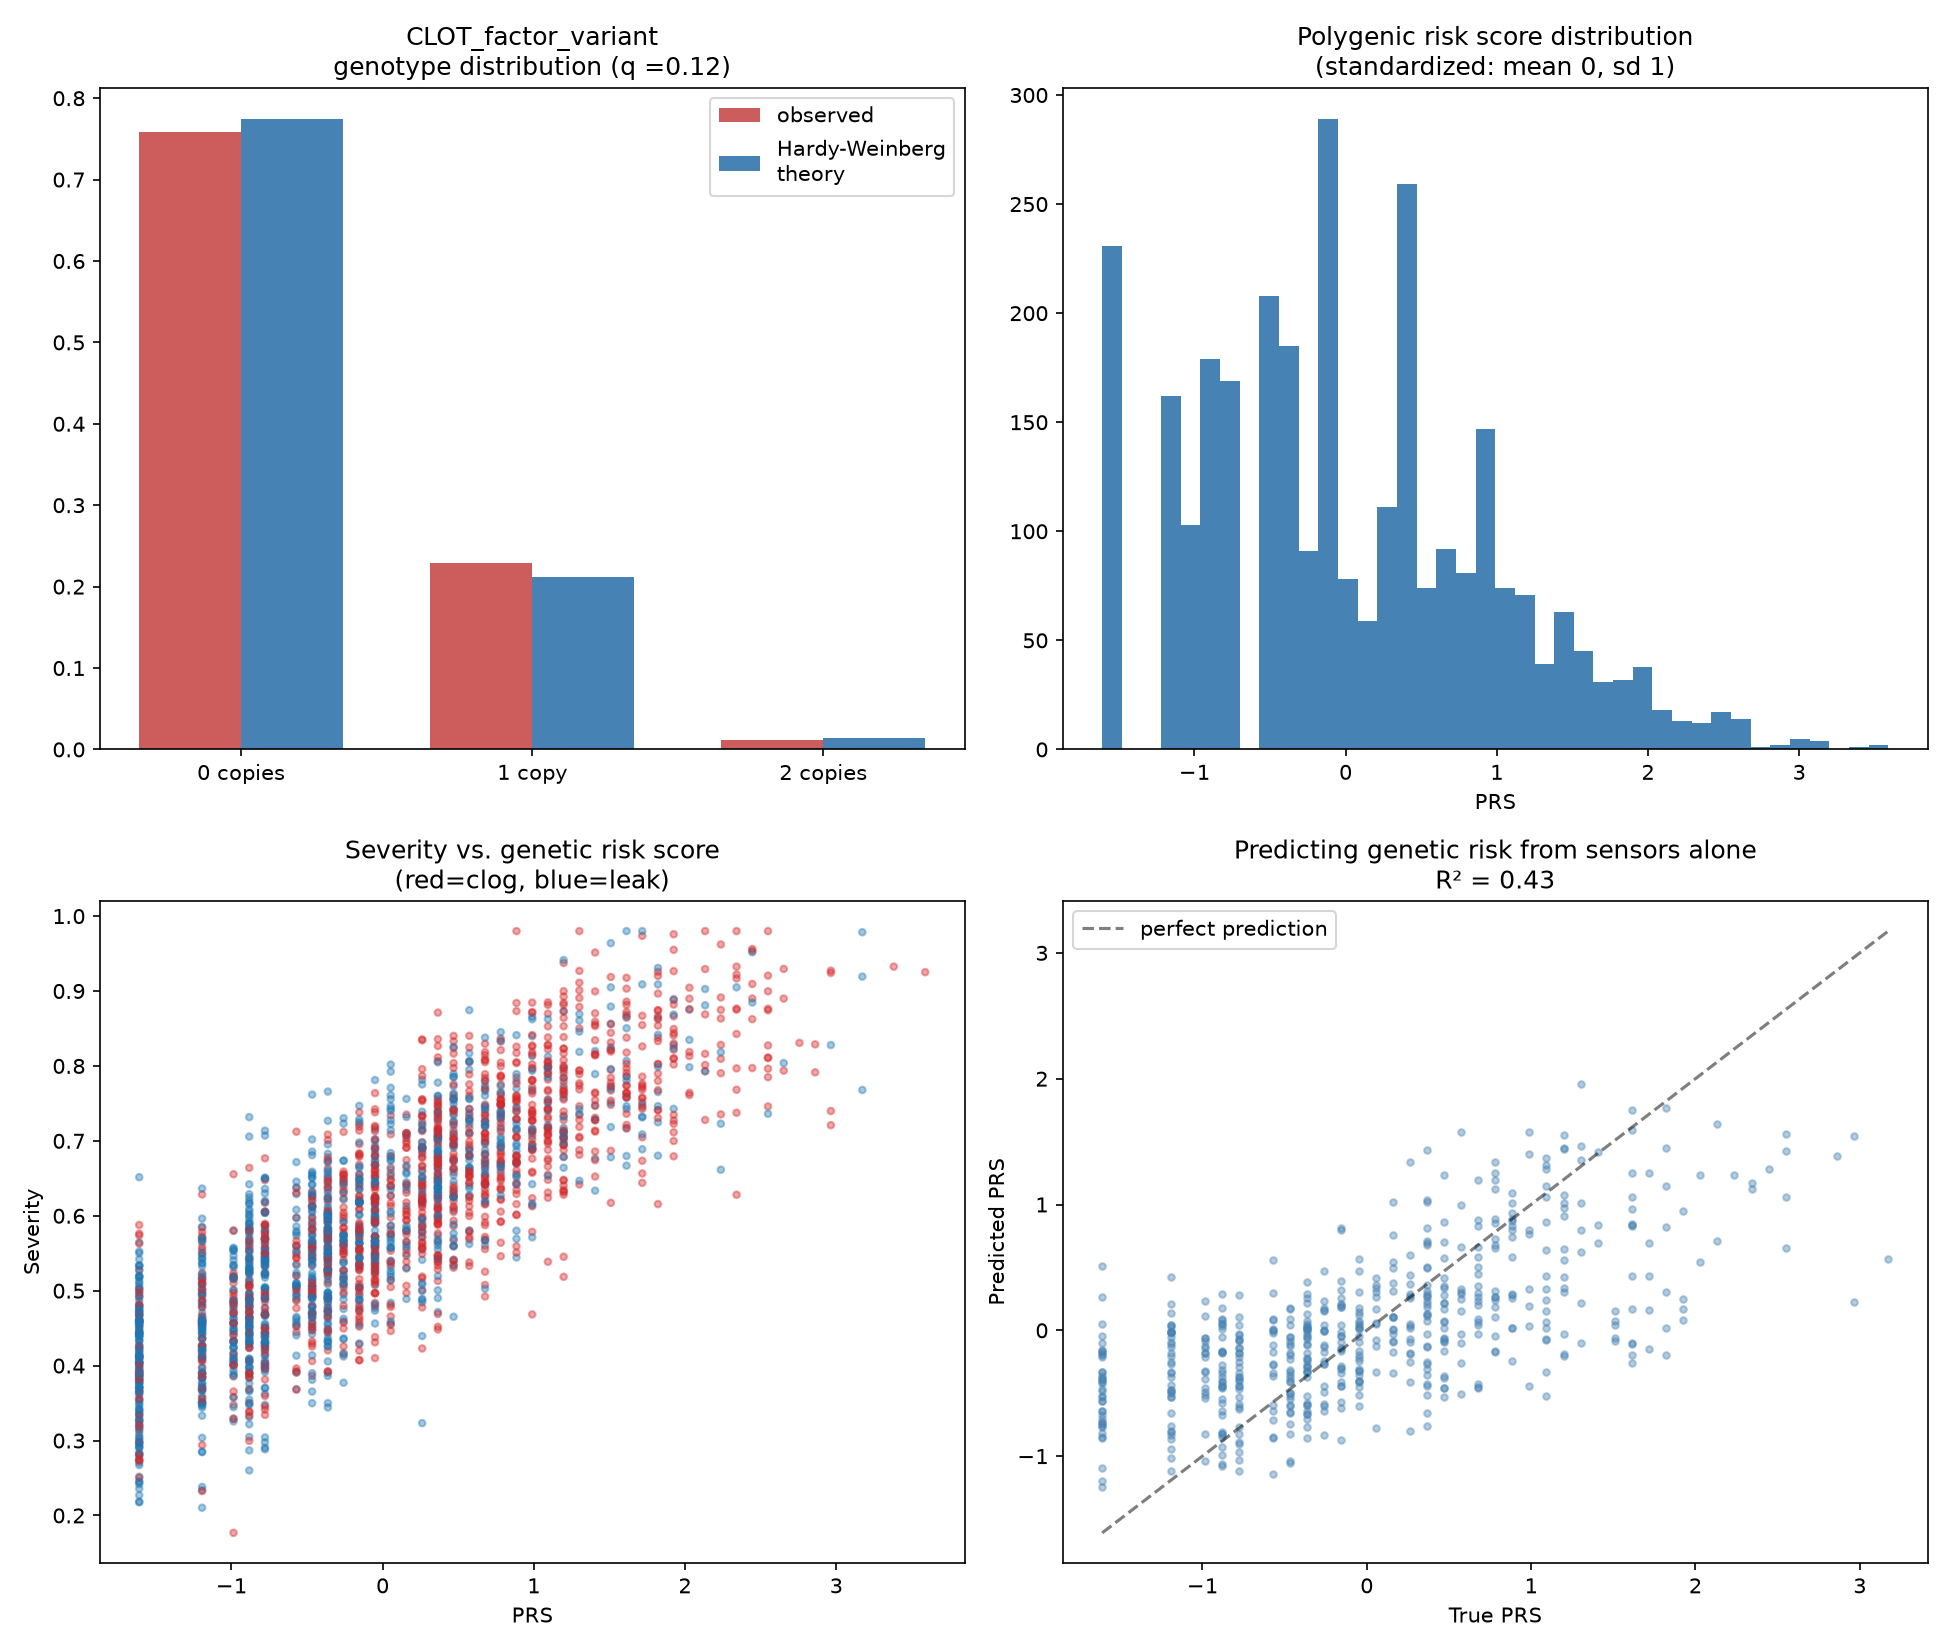 CLOT_factor_variant
genotype distribution (q =0.12)
0.8
0.7
0.6
0.5
0.4
0.3
0.2
0.1
0.0
observed
Hardy-Weinberg
theory
0 copies
1 copy
2 copies
Polygenic risk score distribution
(standardized: mean 0, sd 1)
300
250
200
150
100
50
0
−1
0
1
2
3
PRS
Severity vs. genetic risk score
(red=clog, blue=leak)
Severity
1.0
0.9
0.8
0.7
0.6
0.5
0.4
0.3
0.2
−1
0
1
2
3
PRS
Predicting genetic risk from sensors alone
R² = 0.43
perfect prediction
Predicted PRS
3
2
1
0
−1
−1
0
1
2
3
True PRS